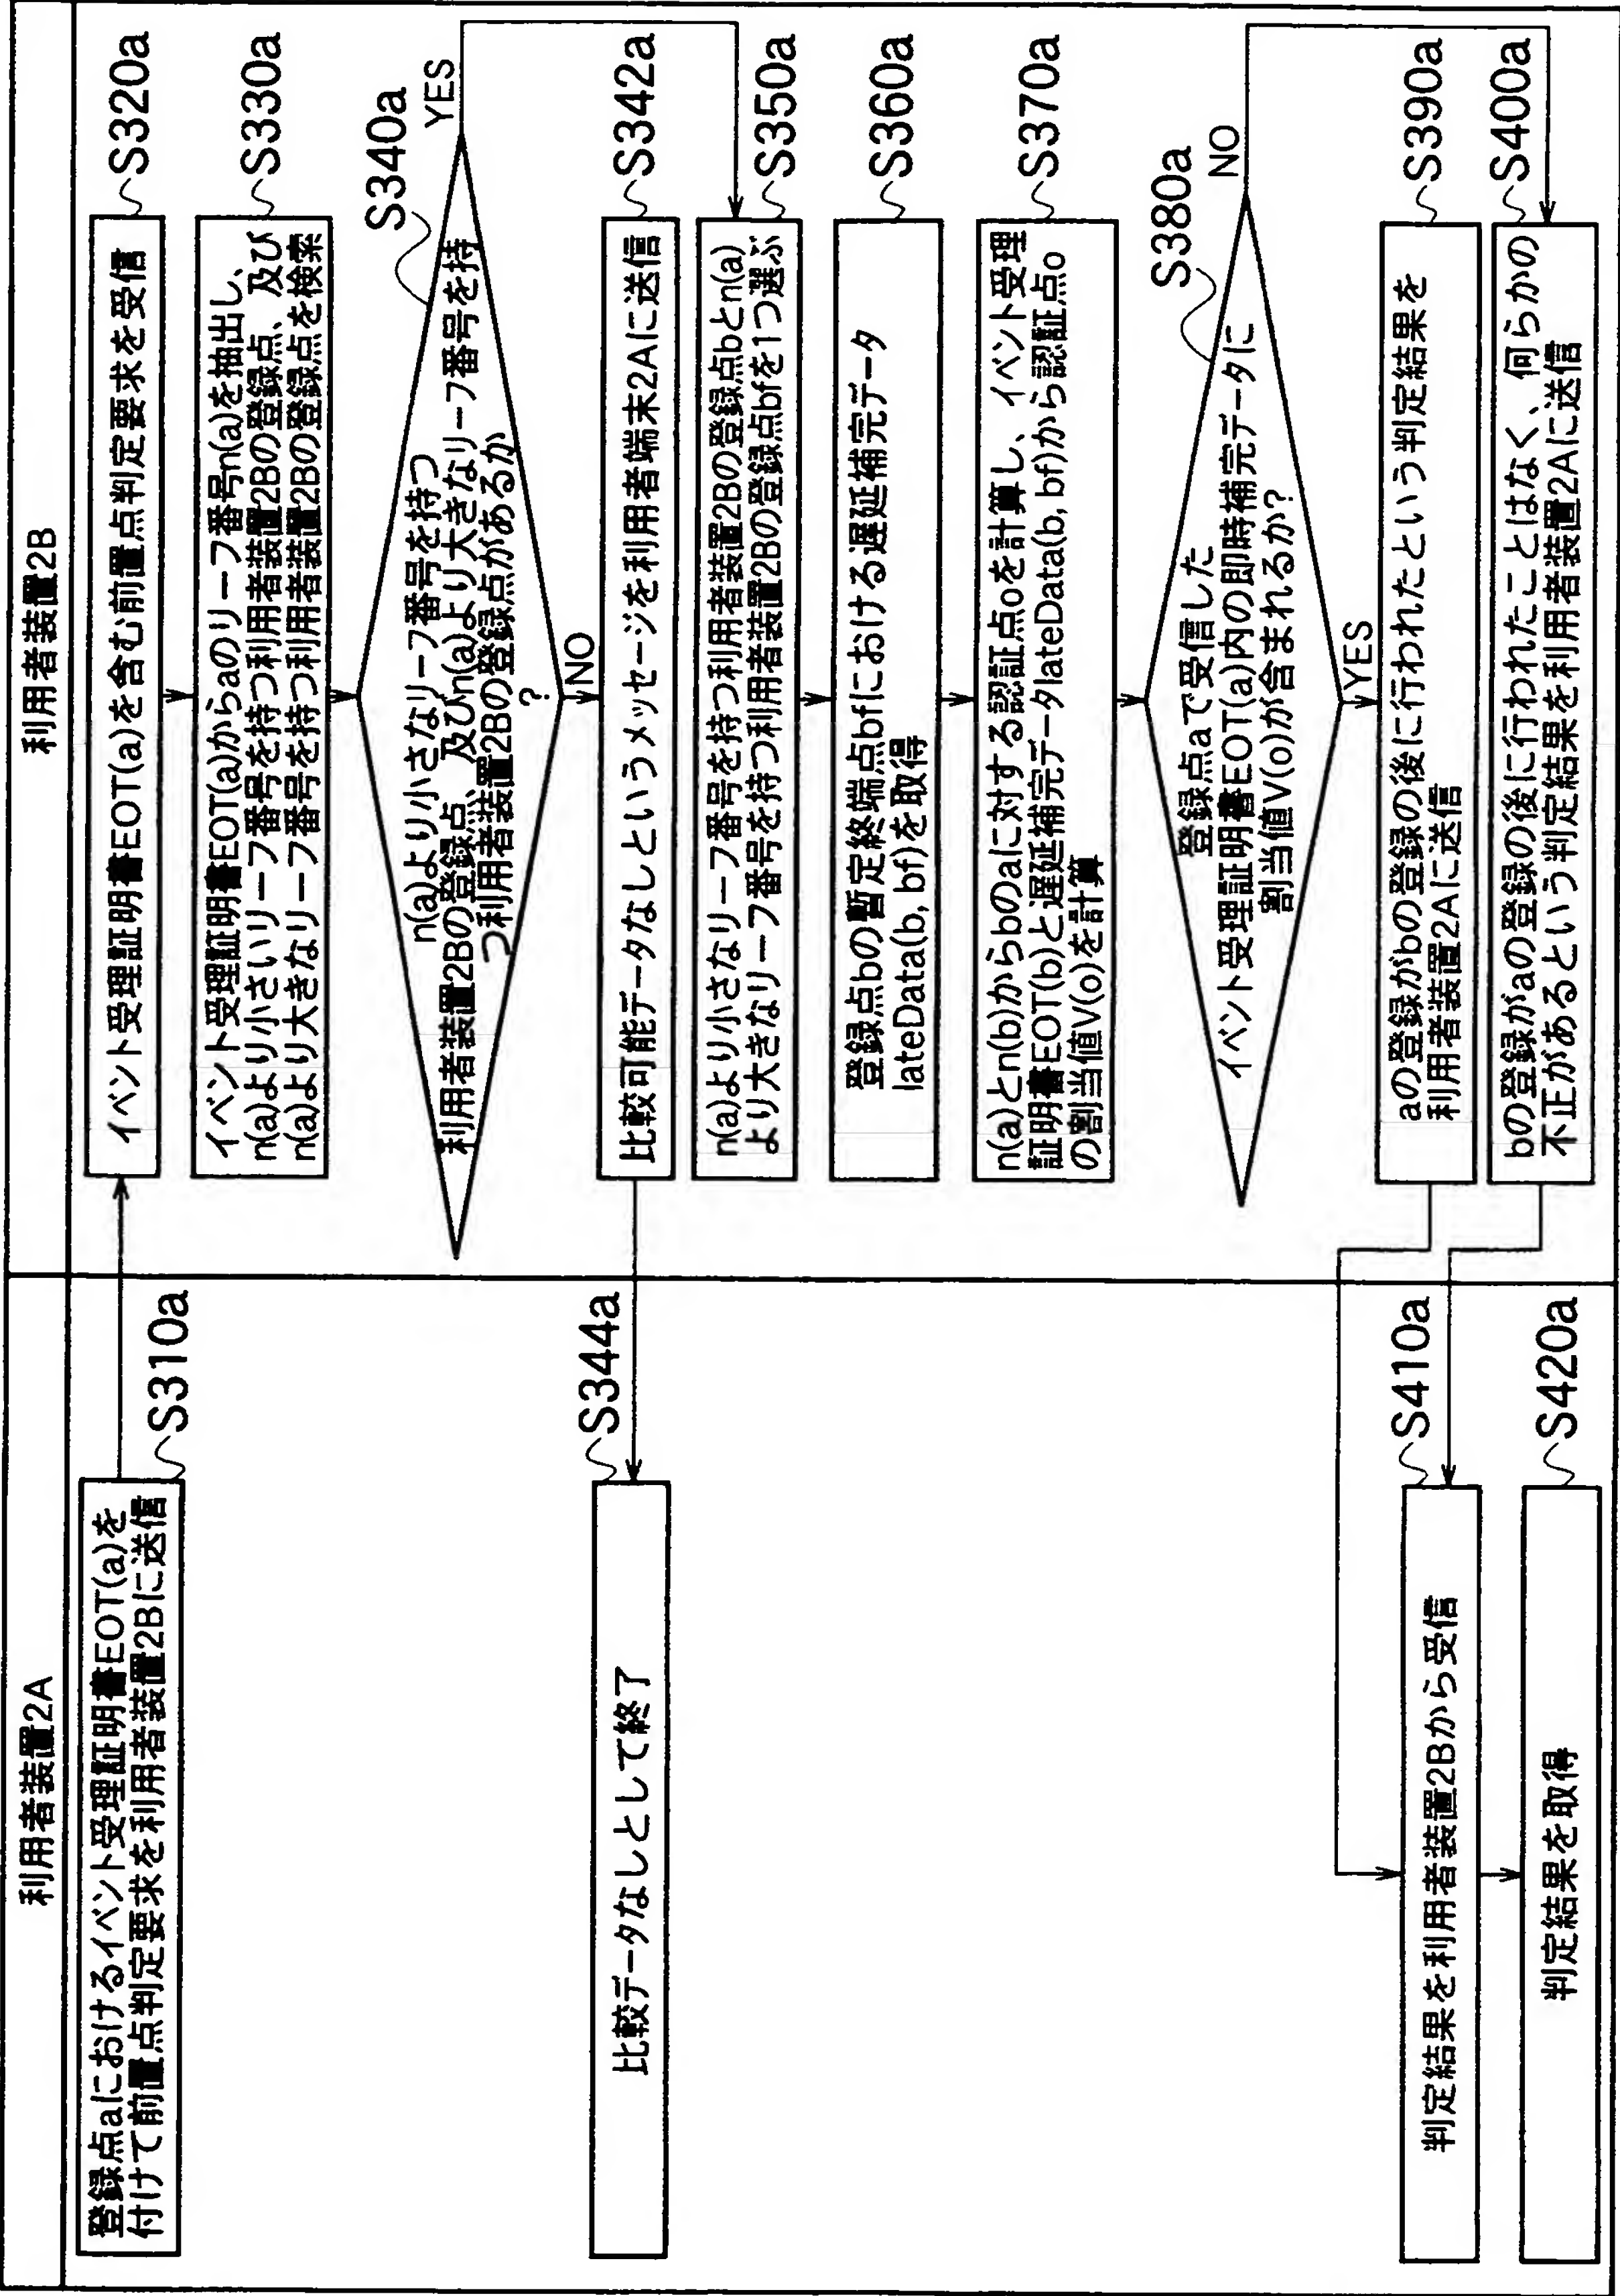 利用者装置2A
登録点aにおけるイベント受理証明書EOT(a)を
付けて前置点判定要求を利用者装置2Bに送信
S310a
比較データなしとして終了
S344a
判定結果を利用者装置2Bから受信
S410a
判定結果を取得
S420a
利用者装置2B
イベント受理証明書EOT(a)を含む前置点判定要求を受信
S320a
イベント受理証明書EOT(a)からaのリーフ番号n(a)を抽出し、
n(a)より小さいリーフ番号を持つ利用者装置2Bの登録点、及び
n(a)より大きなリーフ番号を持つ利用者装置2Bの登録点を検索
S330a
n(a)より小さなリーフ番号を持つ
利用者装置2Bの登録点、及びn(a)より大きなリーフ番号を持
つ利用者装置2Bの登録点があるか
?
S340a
YES
NO
比較可能データなしというメッセージを利用者端末2Aに送信
S342a
n(a)より小さなリーフ番号を持つ利用者装置2Bの登録点bとn(a)
より大きなリーフ番号を持つ利用者装置2Bの登録点bfを1つ選ぶ
S350a
登録点bの暫定終端点bfにおける遅延補完データ
lateData(b, bf)を取得
S360a
n(a)とn(b)からbのaに対する認証点oを計算し、イベント受理
証明書EOT(b)と遅延補完データlateData(b, bf)から認証点o
の割当値V(o)を計算
S370a
登録点aで受信した
イベント受理証明書EOT(a)内の即時補完データに
割当値V(o)が含まれるか?
S380a
NO
YES
aの登録がbの登録の後に行われたという判定結果を
利用者装置2Aに送信
S390a
bの登録がaの登録の後に行われたことはなく、何らかの
不正があるという判定結果を利用者装置2Aに送信
S400a